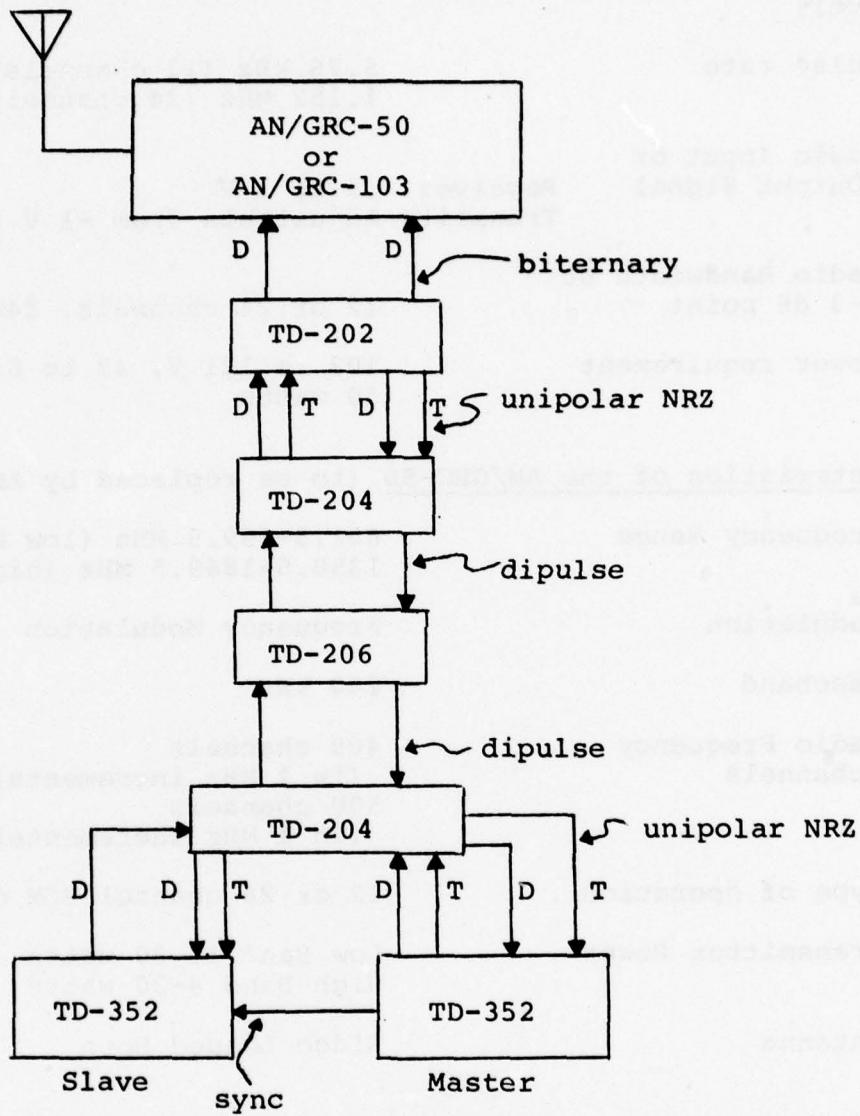 AN/GRC-50
or
AN/GRC-103
D D
biternary
TD-202
D T D T
unipolar NRZ
TD-204
dipulse
TD-206
dipulse
TD-204
unipolar NRZ
D D T D T D T
TD-352 TD-352
Slave Master
sync